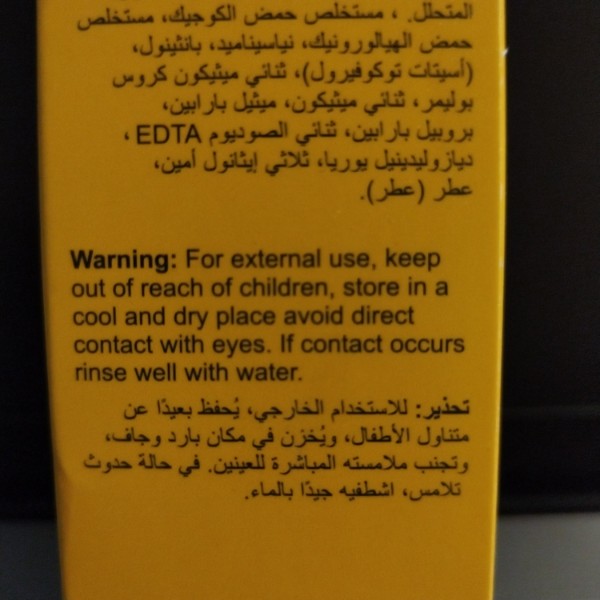 المتحلل. ، مستخلص حمض الكوجيك، مستخلص
حمض الهيالورونيك، نياسيناميد، بانثينول،
(أسيتات توكوفيرول)، ثنائي ميثيكون كروس
بوليمر، ثنائي ميثيكون، ميثيل بارابين،
بروبيل بارابين، ثنائي الصوديوم EDTA ،
ديازوليدينيل يوريا، ثلاثي إيثانول أمين،
عطر (عطر).
Warning: For external use, keep
out of reach of children, store in a
cool and dry place avoid direct
contact with eyes. If contact occurs
rinse well with water.
تحذير: للاستخدام الخارجي، يُحفظ بعيدًا عن
متناول الأطفال، ويُخزن في مكان بارد وجاف،
وتجنب ملامسته المباشرة للعينين. في حالة حدوث
تلامس، اشطفيه جيدًا بالماء.